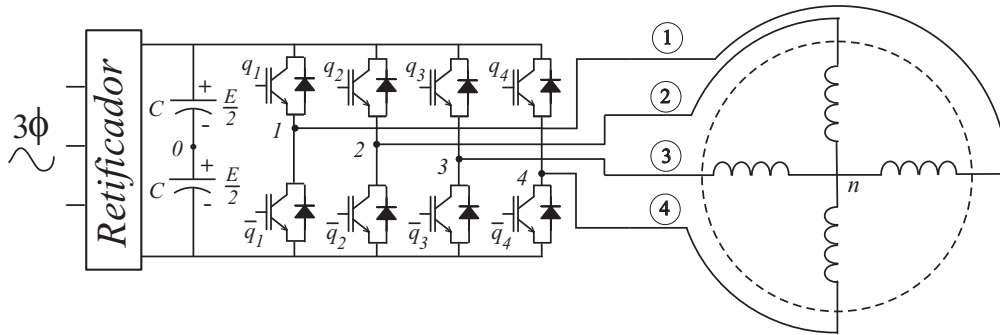 3ϕ
Retificador
C + E/2 -
0
C + E/2 -
q1
q2
q3
q4
1
2
3
4
q̅1
q̅2
q̅3
q̅4
①
②
③
④
n